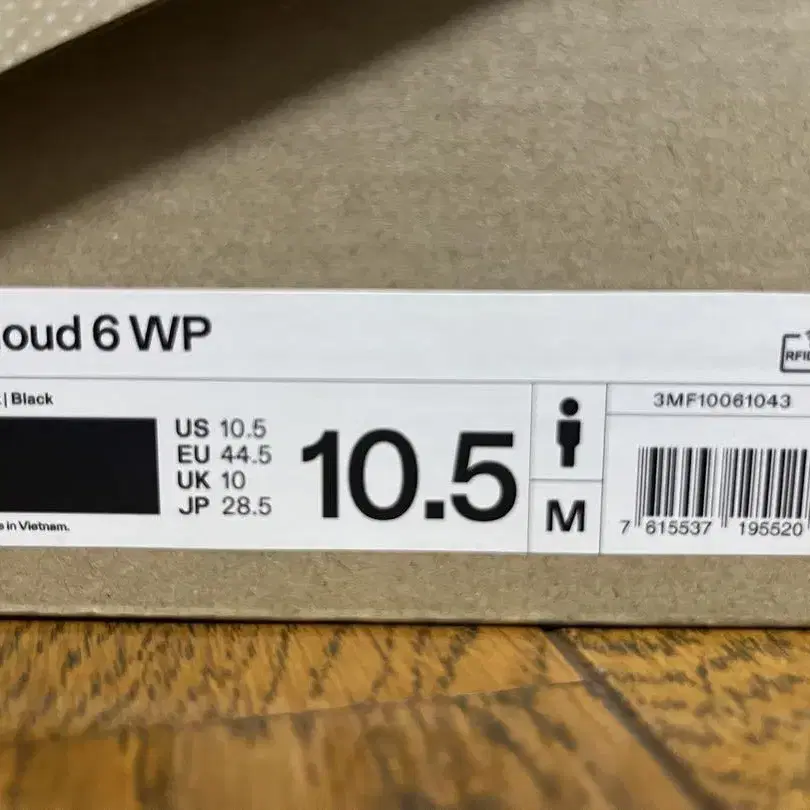 oud 6 WP
RFID
| Black
US 10.5
EU 44.5
UK 10
JP 28.5
10.5
M
3MF10061043
7 615537 195520
in Vietnam.